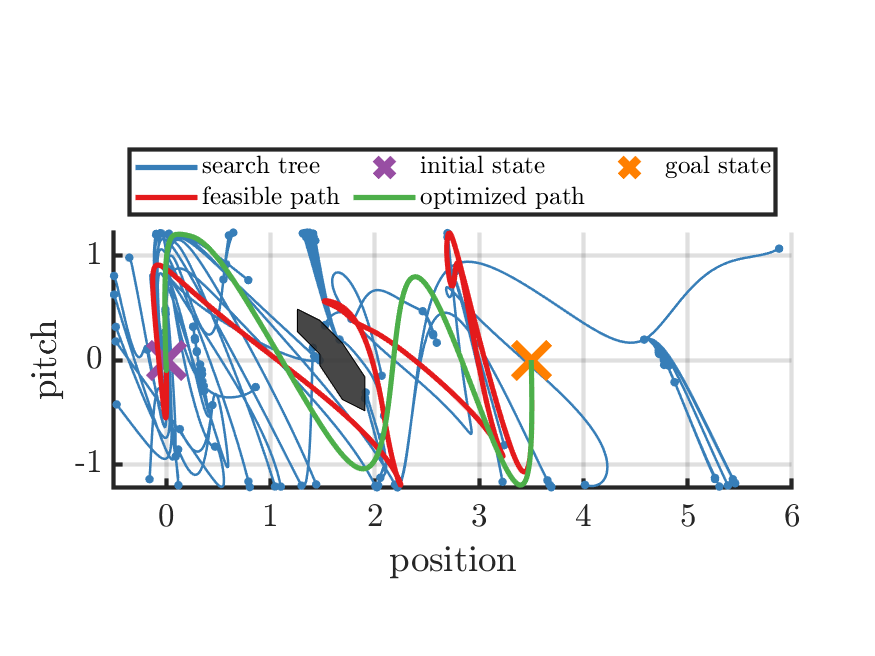 search tree initial state goal state
feasible path optimized path
1
0
-1
pitch
0 1 2 3 4 5 6
position